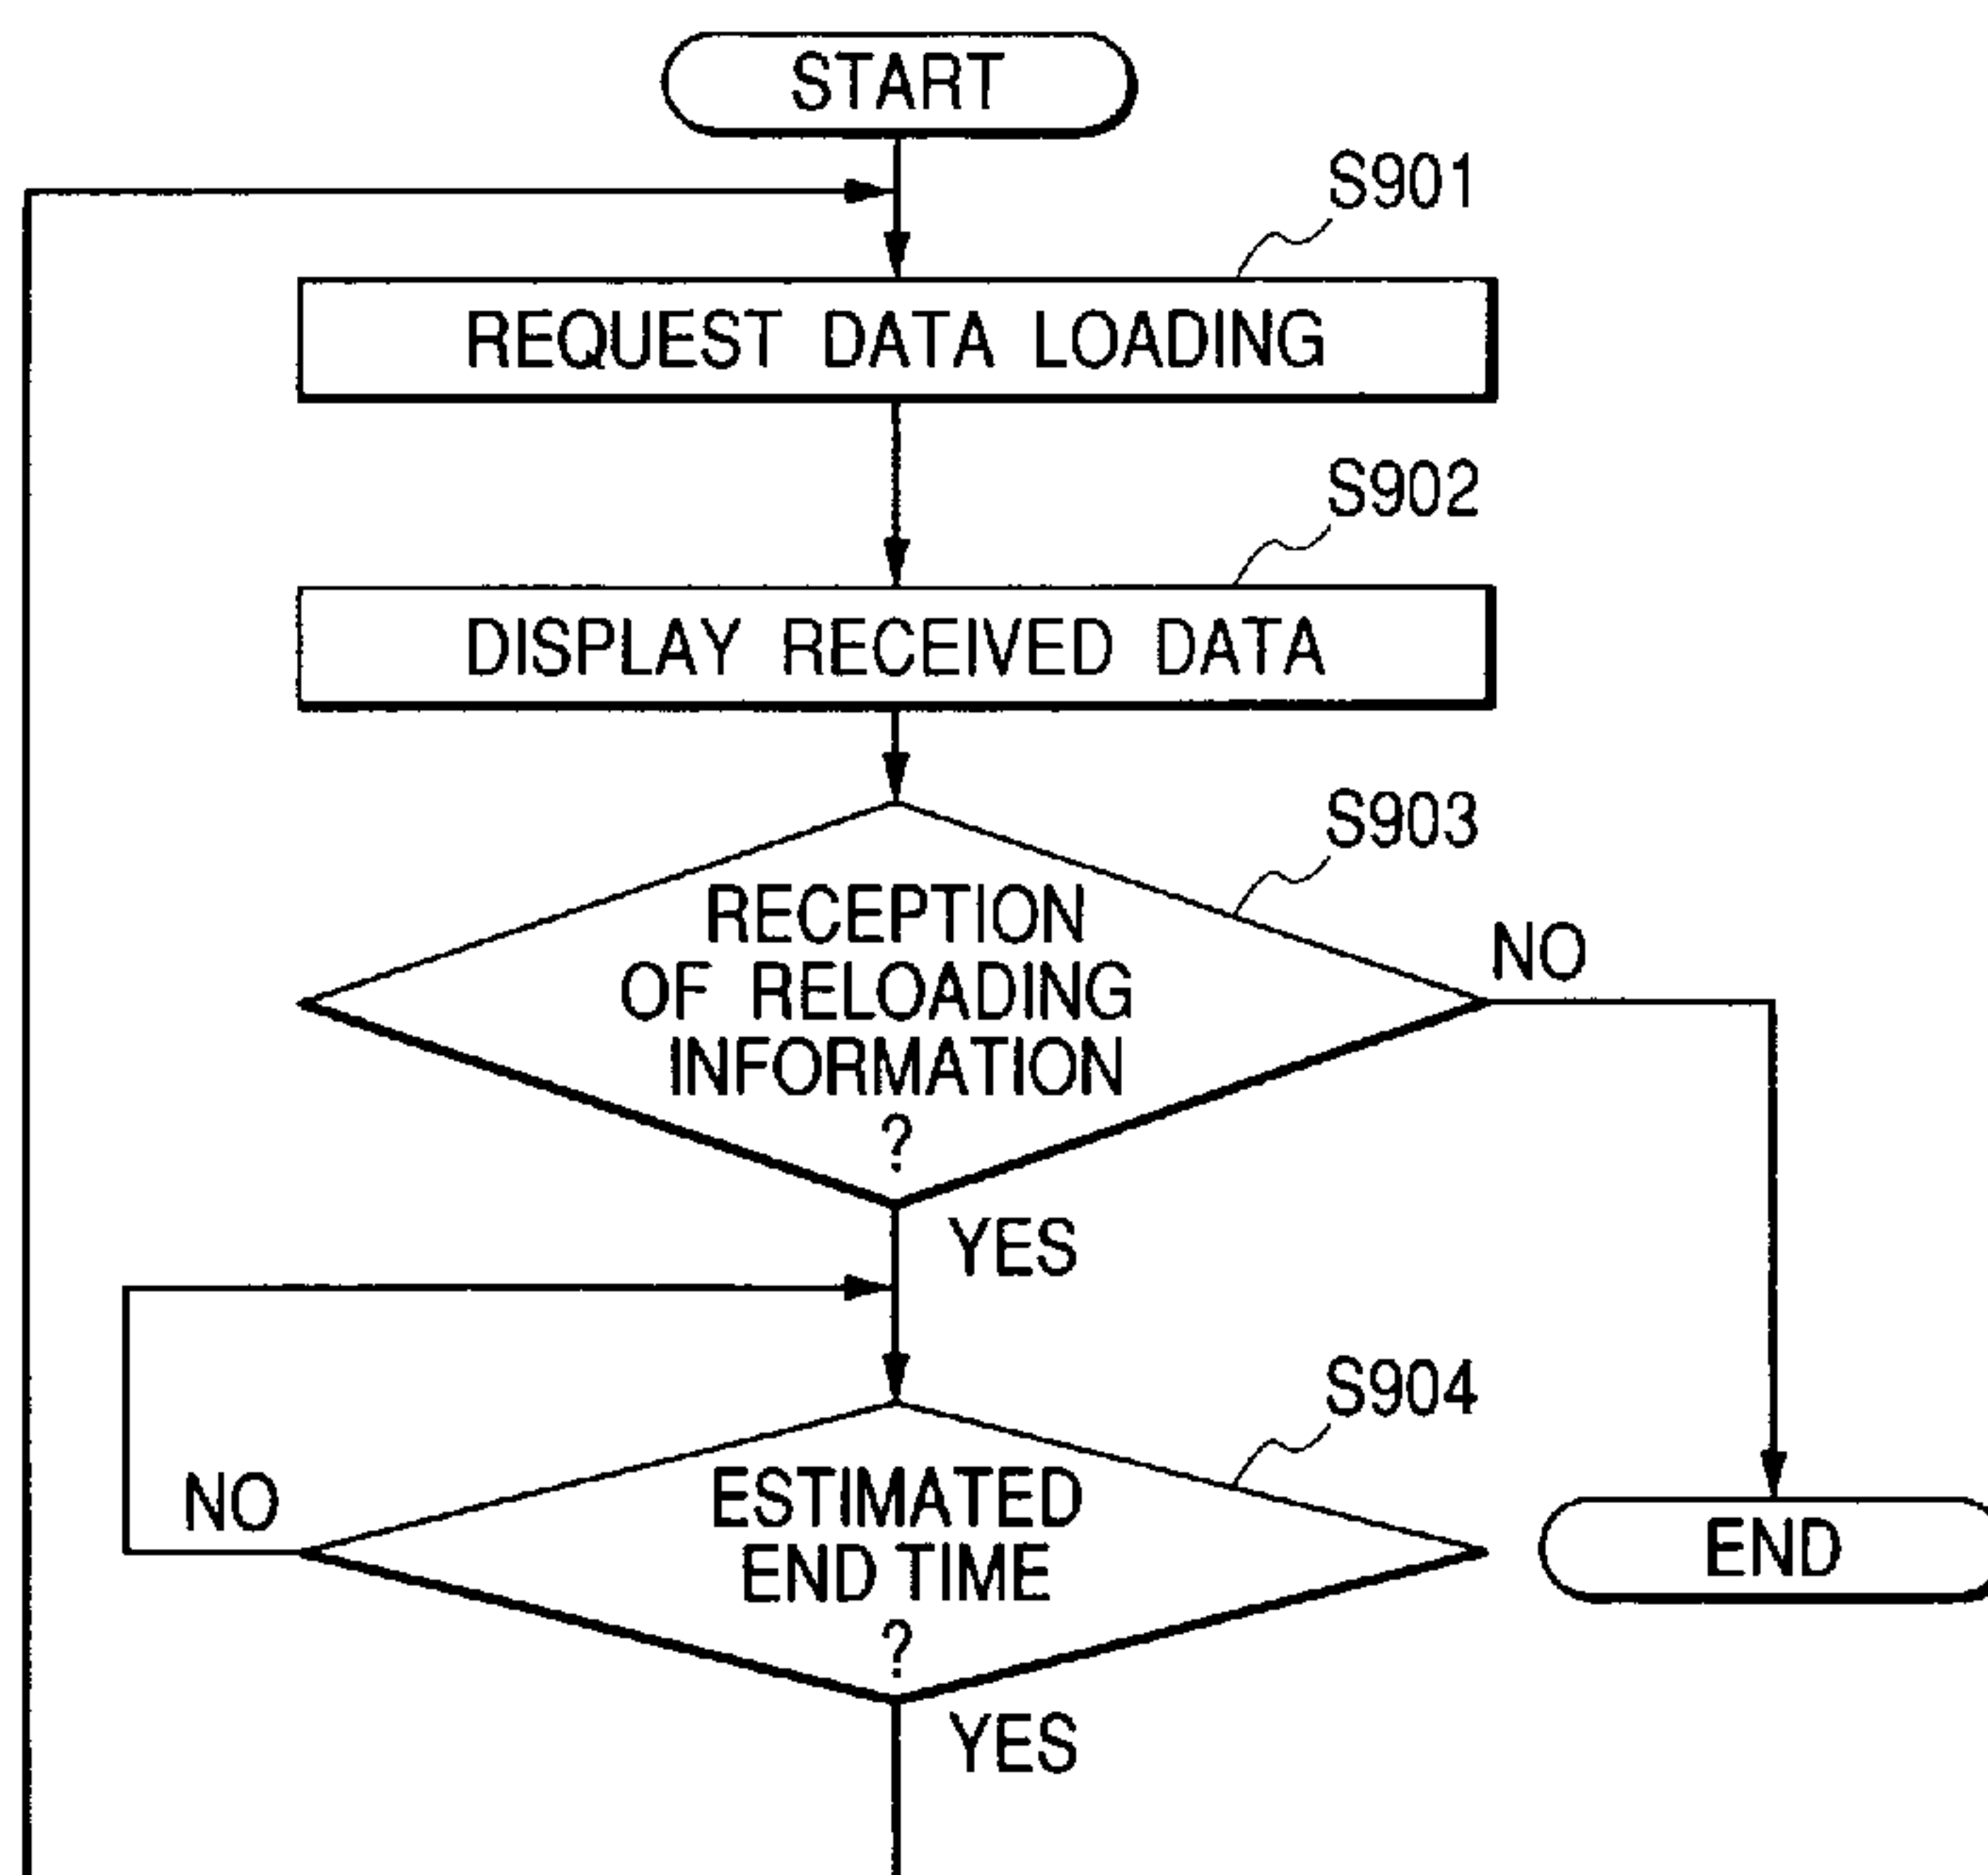 START
S901
REQUEST DATA LOADING
S902
DISPLAY RECEIVED DATA
S903
RECEPTION
OF RELOADING
INFORMATION
?
NO
YES
S904
NO
ESTIMATED
END TIME
?
END
YES